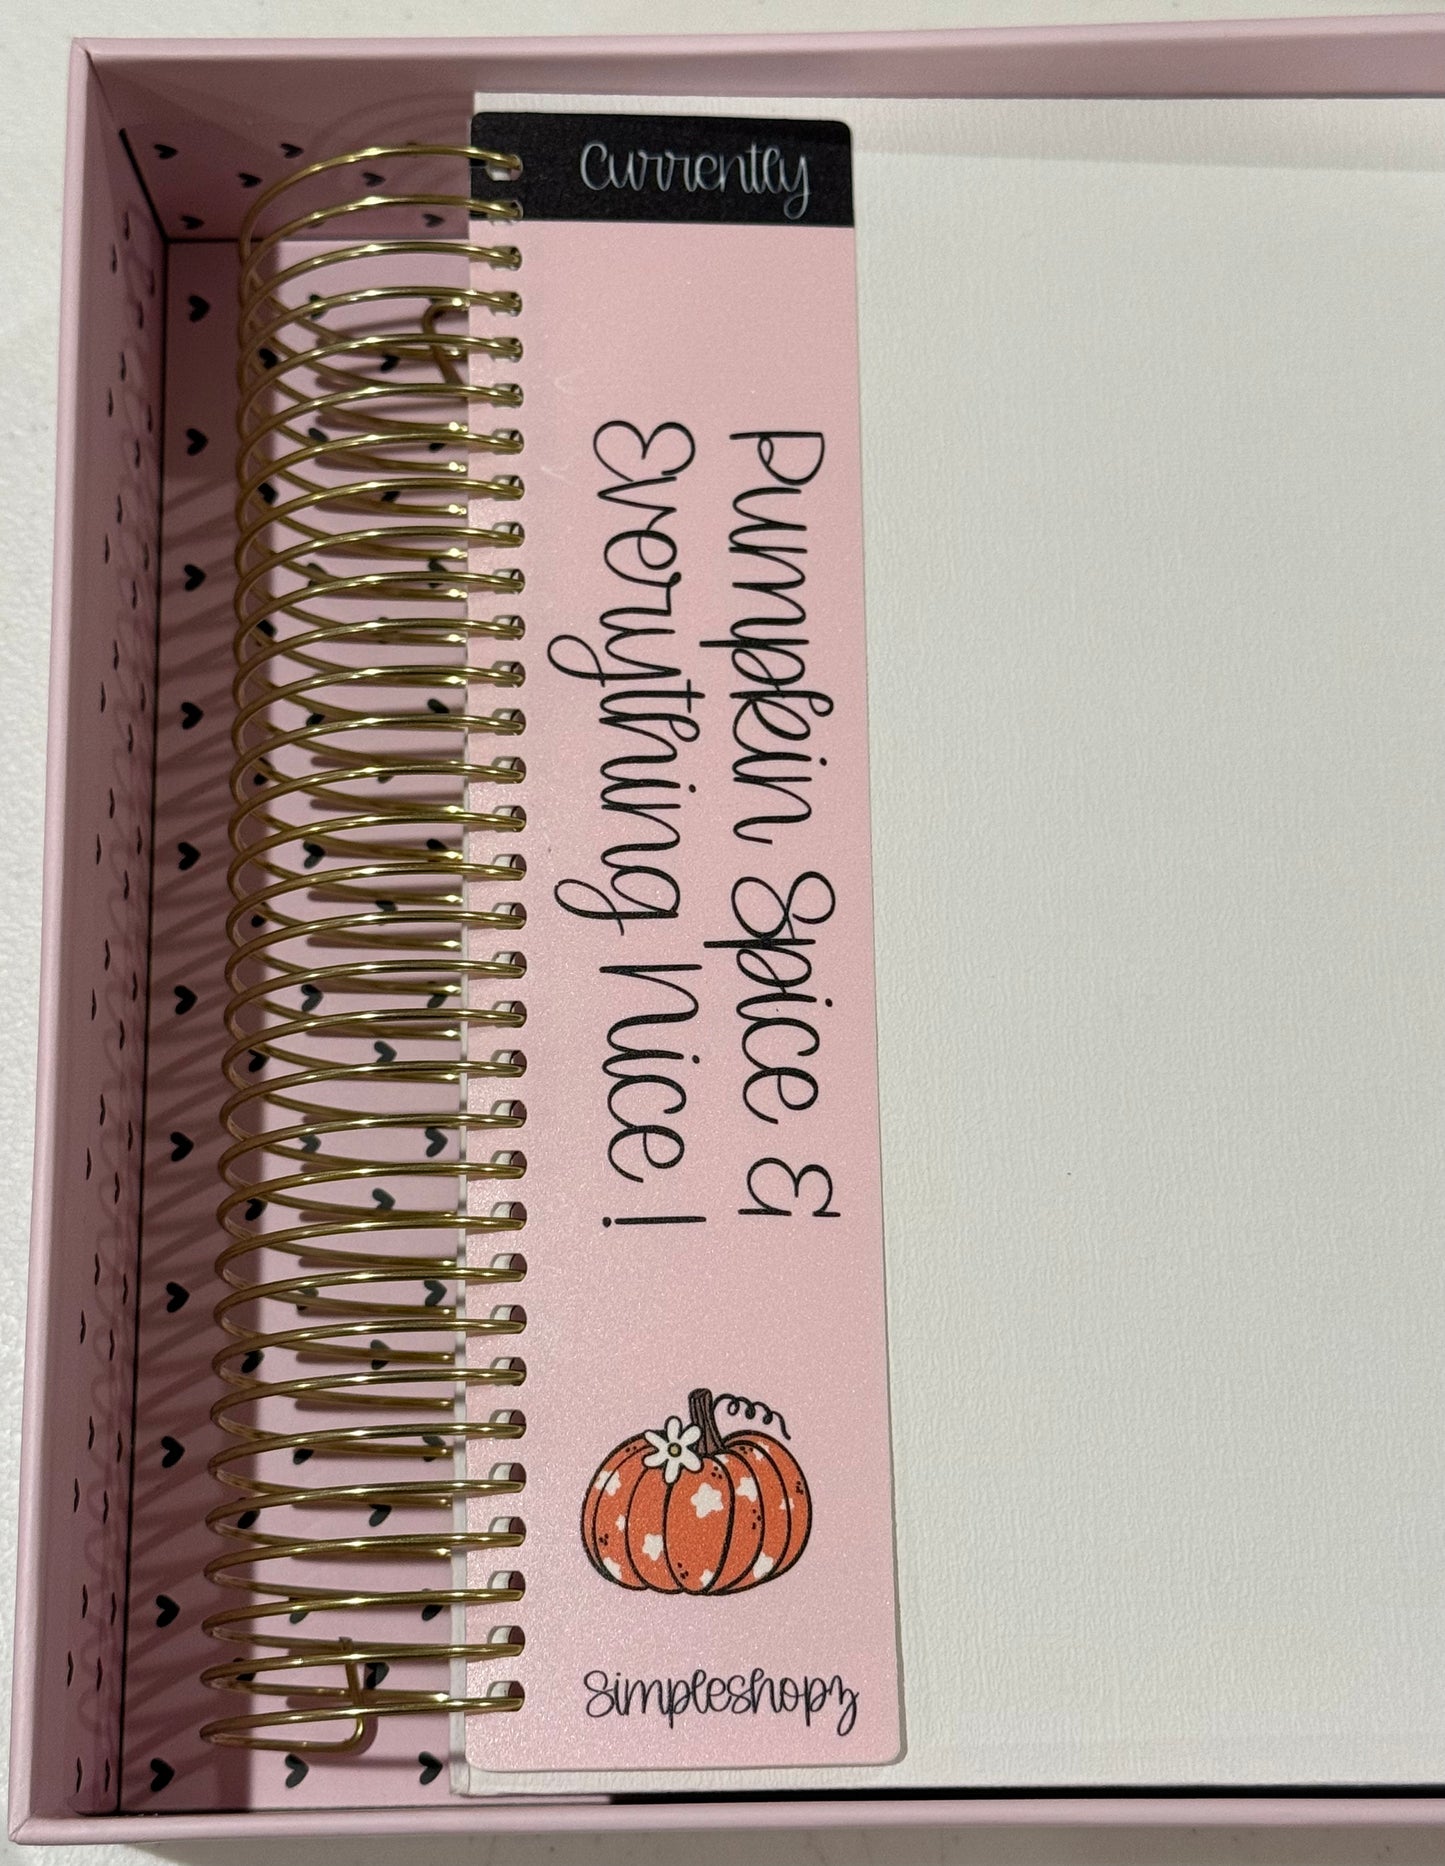 Currently
Pumpkin Spice &
Everything Nice!
simpleshopz